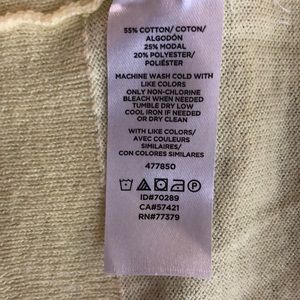 55% COTTON/ COTON/
ALGODÓN
25% MODAL
20% POLYESTER/
POLIÉSTER
MACHINE WASH COLD WITH
LIKE COLORS
ONLY NON-CHLORINE
BLEACH WHEN NEEDED
TUMBLE DRY LOW
COOL IRON IF NEEDED
OR DRY CLEAN
WITH LIKE COLORS/
AVEC COULEURS
SIMILAIRES/
CON COLORES SIMILARES
477850
P
ID#70289
CA#57421
RN#77379